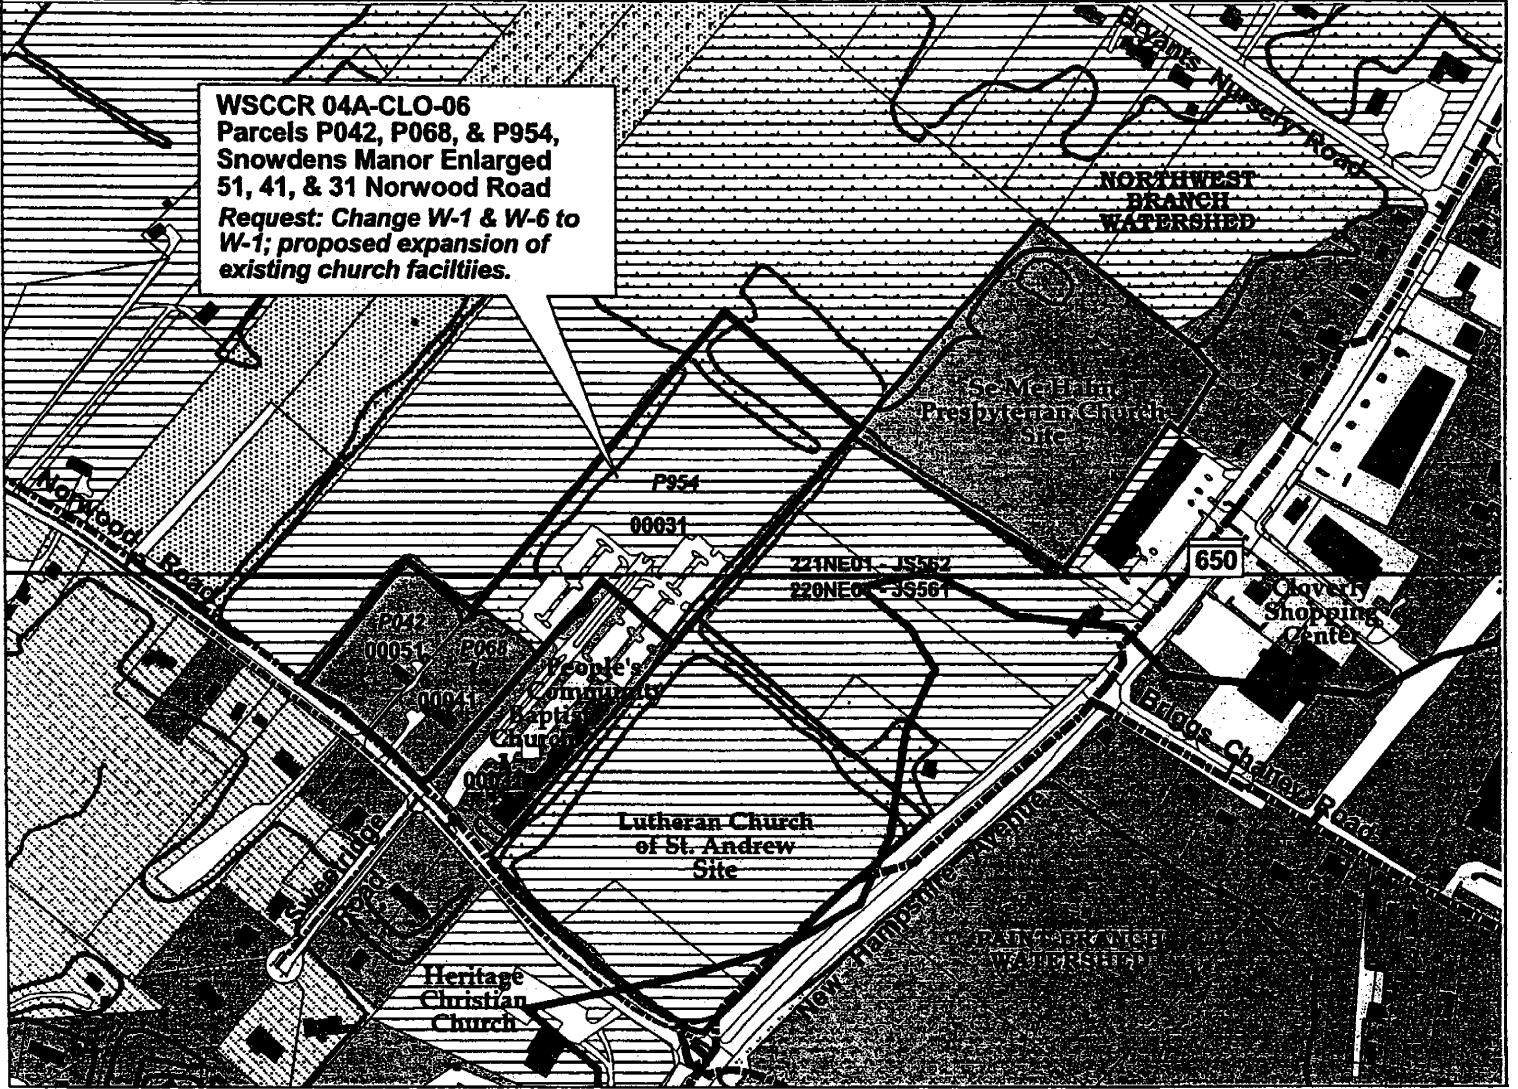 WSCCR 04A-CLO-06
Parcels P042, P068, & P954,
Snowdens Manor Enlarged
51, 41, & 31 Norwood Road
Request: Change W-1 & W-6 to
W-1; proposed expansion of
existing church faciltiies.
Bryants Nursery Road
NORTHWEST
BRANCH
WATERSHED
Presbyterian Church
Site
P954
00031
Norwood Road
221NE01 - JS562
- JS561
650
Cloverly
Shopping
Center
P042
00051
P068
00041
People's
Community
Baptist
Church
Briggs Chaney Road
Lutheran Church
of St. Andrew
Site
Sweetridge
Road
New Hampshire Avenue
PAINT BRANCH
WATERSHED
Heritage
Christian
Church